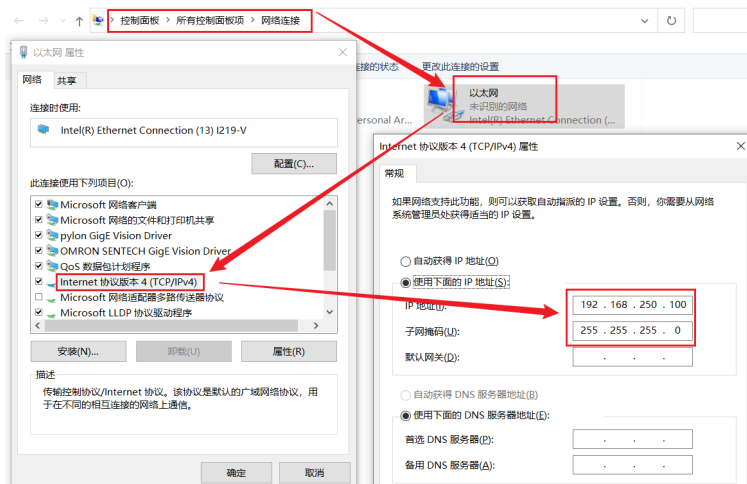 控制面板 > 所有控制面板项 > 网络连接
以太网 属性
网络 共享
连接时使用:
Intel(R) Ethernet Connection (13) I219-V
配置(C)...
此连接使用下列项目(O):
Microsoft 网络客户端
Microsoft 网络的文件和打印机共享
pylon GigE Vision Driver
OMRON SENTECH GigE Vision Driver
QoS 数据包计划程序
Internet 协议版本 4 (TCP/IPv4)
Microsoft 网络适配器多路传送器协议
Microsoft LLDP 协议驱动程序
安装(N)... 卸载(U) 属性(R)
描述
传输控制协议/Internet 协议。该协议是默认的广域网络协议，用
于在不同的相互连接的网络上通信。
确定 取消
接的状态 更改此连接的设置
ersonal Ar...
以太网
未识别的网络
Intel(R) Ethernet Connection (...
Internet 协议版本 4 (TCP/IPv4) 属性
常规
如果网络支持此功能，则可以获取自动指派的 IP 设置。否则，你需要从网络
系统管理员处获得适当的 IP 设置。
自动获得 IP 地址(O)
使用下面的 IP 地址(S):
IP 地址(I): 192 . 168 . 250 . 100
子网掩码(U): 255 . 255 . 255 . 0
默认网关(D): . . .
自动获得 DNS 服务器地址(B)
使用下面的 DNS 服务器地址(E):
首选 DNS 服务器(P): . . .
备用 DNS 服务器(A): . . .